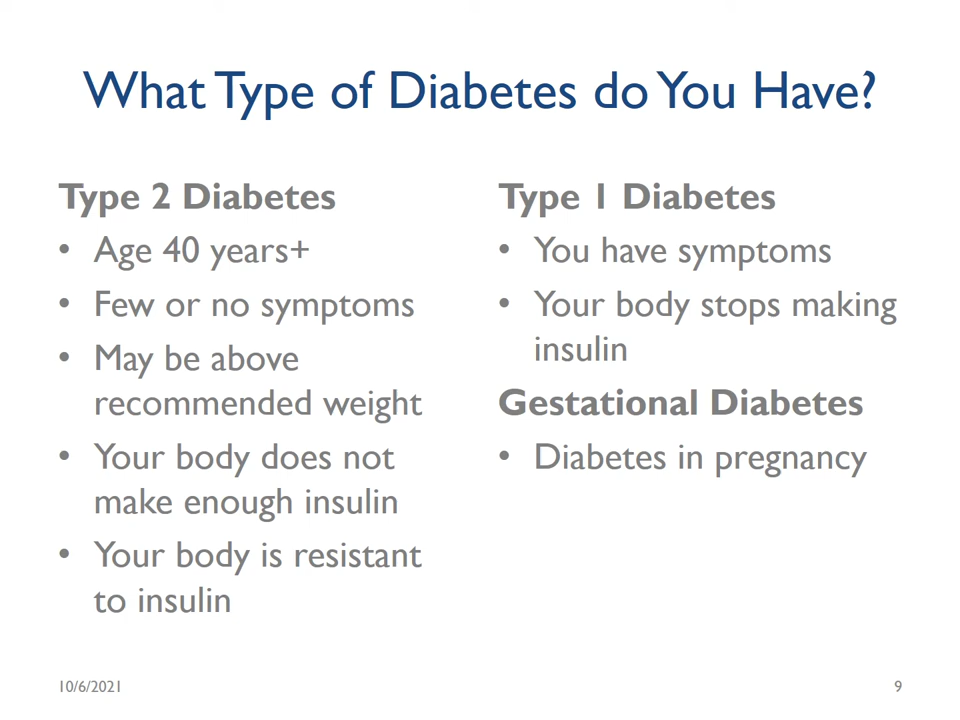 What Type of Diabetes do You Have?
Type 2 Diabetes
• Age 40 years+
• Few or no symptoms
• May be above
recommended weight
• Your body does not
make enough insulin
• Your body is resistant
to insulin
Type 1 Diabetes
• You have symptoms
• Your body stops making
insulin
Gestational Diabetes
• Diabetes in pregnancy
10/6/2021
9